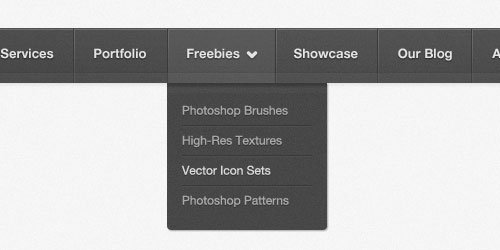 Services Portfolio Freebies Showcase Our Blog A
Photoshop Brushes
High-Res Textures
Vector Icon Sets
Photoshop Patterns